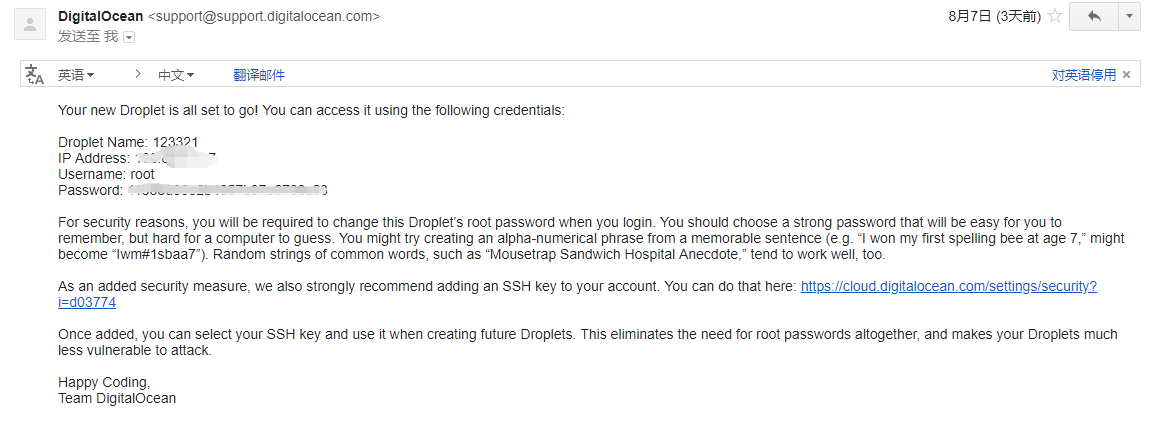 DigitalOcean <support@support.digitalocean.com>
8月7日 (3天前)
发送至 我
英语
中文
翻译邮件
对英语停用
Your new Droplet is all set to go! You can access it using the following credentials:
Droplet Name: 123321
IP Address:
Username: root
Password:
For security reasons, you will be required to change this Droplet’s root password when you login. You should choose a strong password that will be easy for you to
remember, but hard for a computer to guess. You might try creating an alpha-numerical phrase from a memorable sentence (e.g. “I won my first spelling bee at age 7,” might
become “Iwm#1sbaa7”). Random strings of common words, such as “Mousetrap Sandwich Hospital Anecdote,” tend to work well, too.
As an added security measure, we also strongly recommend adding an SSH key to your account. You can do that here: https://cloud.digitalocean.com/settings/security?
i=d03774
Once added, you can select your SSH key and use it when creating future Droplets. This eliminates the need for root passwords altogether, and makes your Droplets much
less vulnerable to attack.
Happy Coding,
Team DigitalOcean